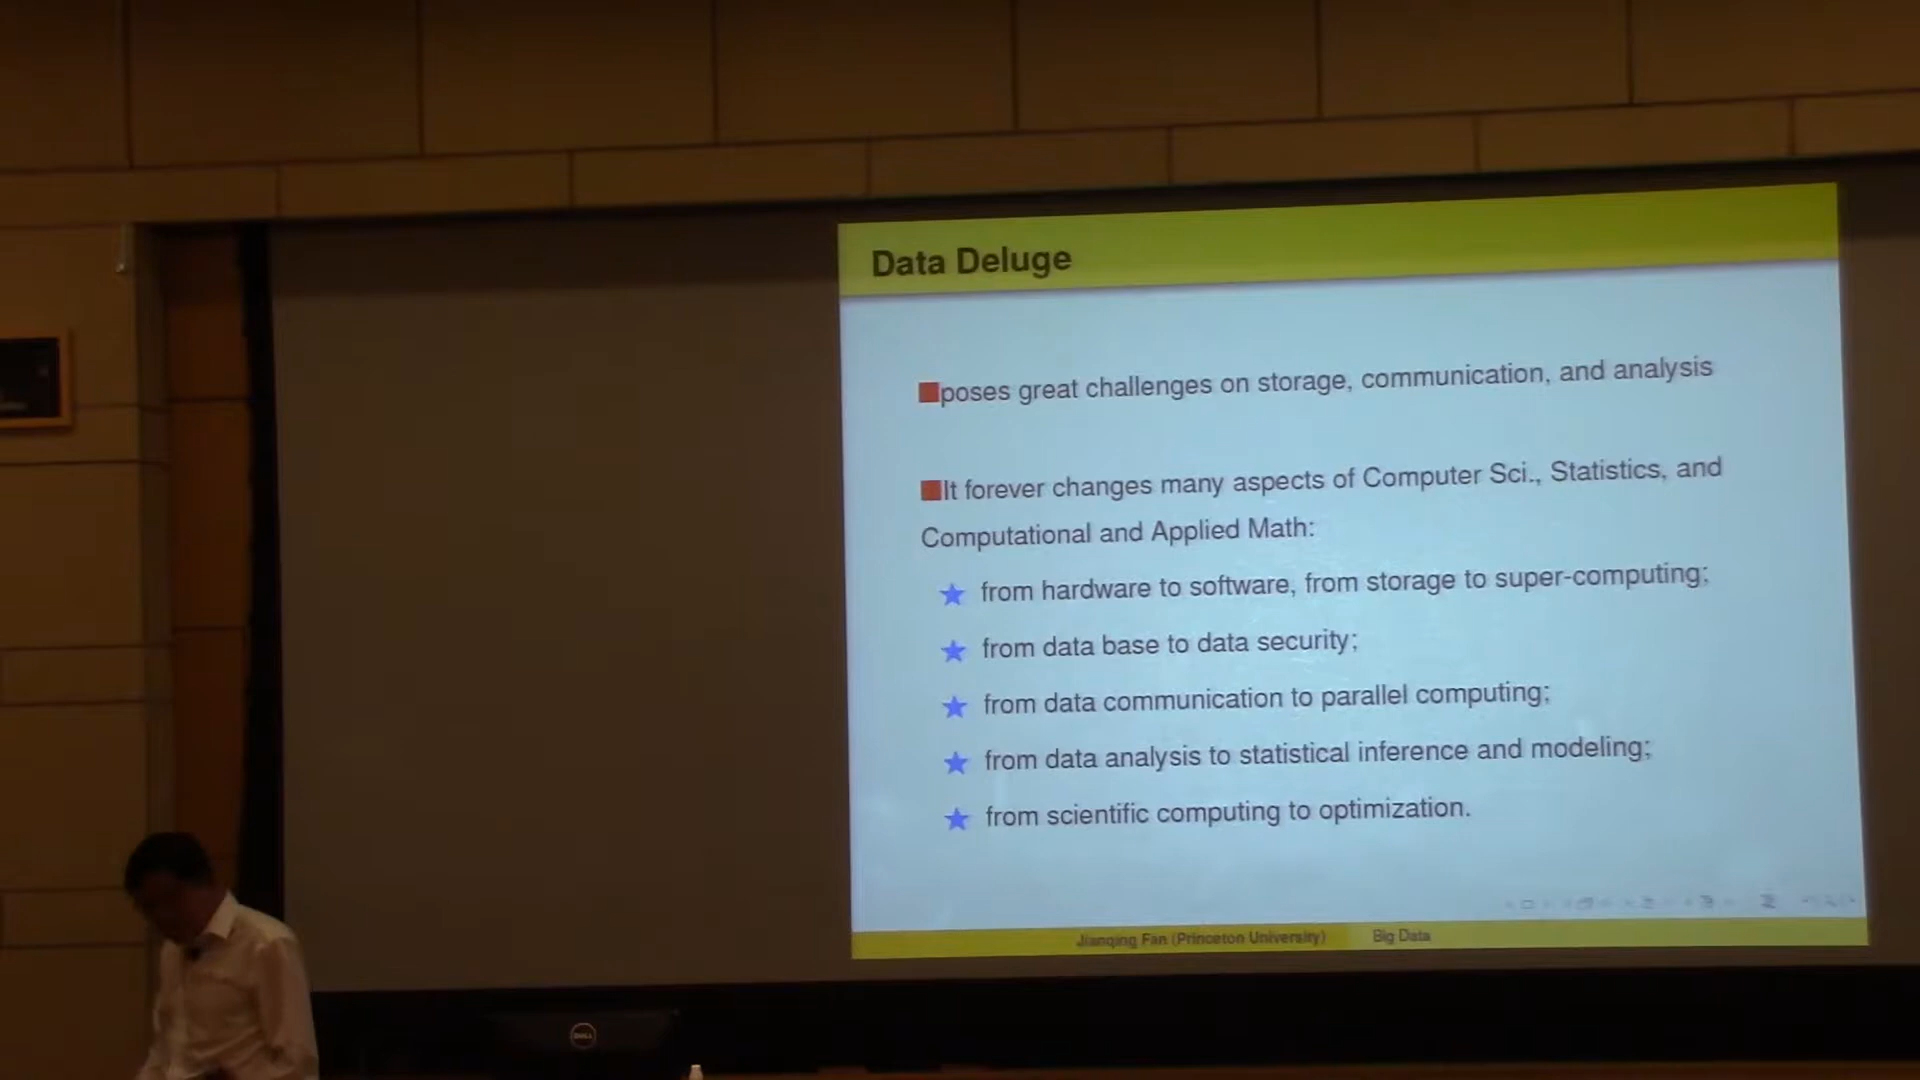 Data Deluge
poses great challenges on storage, communication, and analysis
It forever changes many aspects of Computer Sci., Statistics, and
Computational and Applied Math:
from hardware to software, from storage to super-computing;
from data base to data security;
from data communication to parallel computing;
from data analysis to statistical inference and modeling;
from scientific computing to optimization.
Jianqing Fan (Princeton University) Big Data
DELL